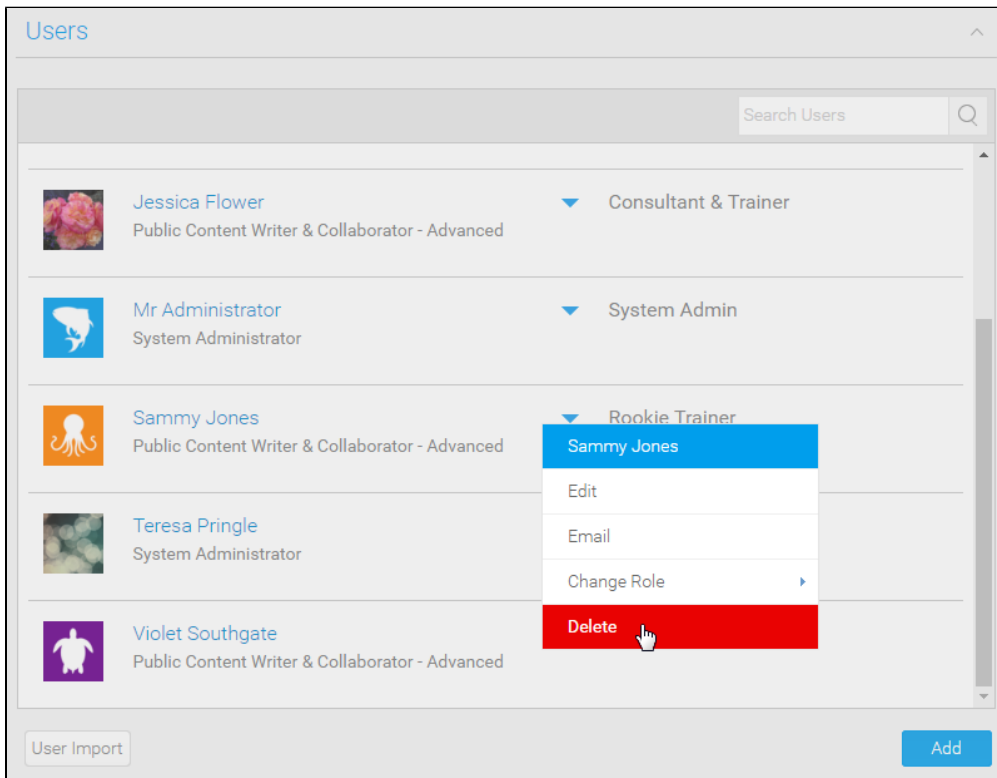 Users
Search Users
Jessica Flower
Consultant & Trainer
Public Content Writer & Collaborator - Advanced
Mr Administrator
System Admin
System Administrator
Sammy Jones
Rookie Trainer
Public Content Writer & Collaborator - Advanced
Sammy Jones
Edit
Email
Change Role
Delete
Teresa Pringle
System Administrator
Violet Southgate
Public Content Writer & Collaborator - Advanced
User Import
Add